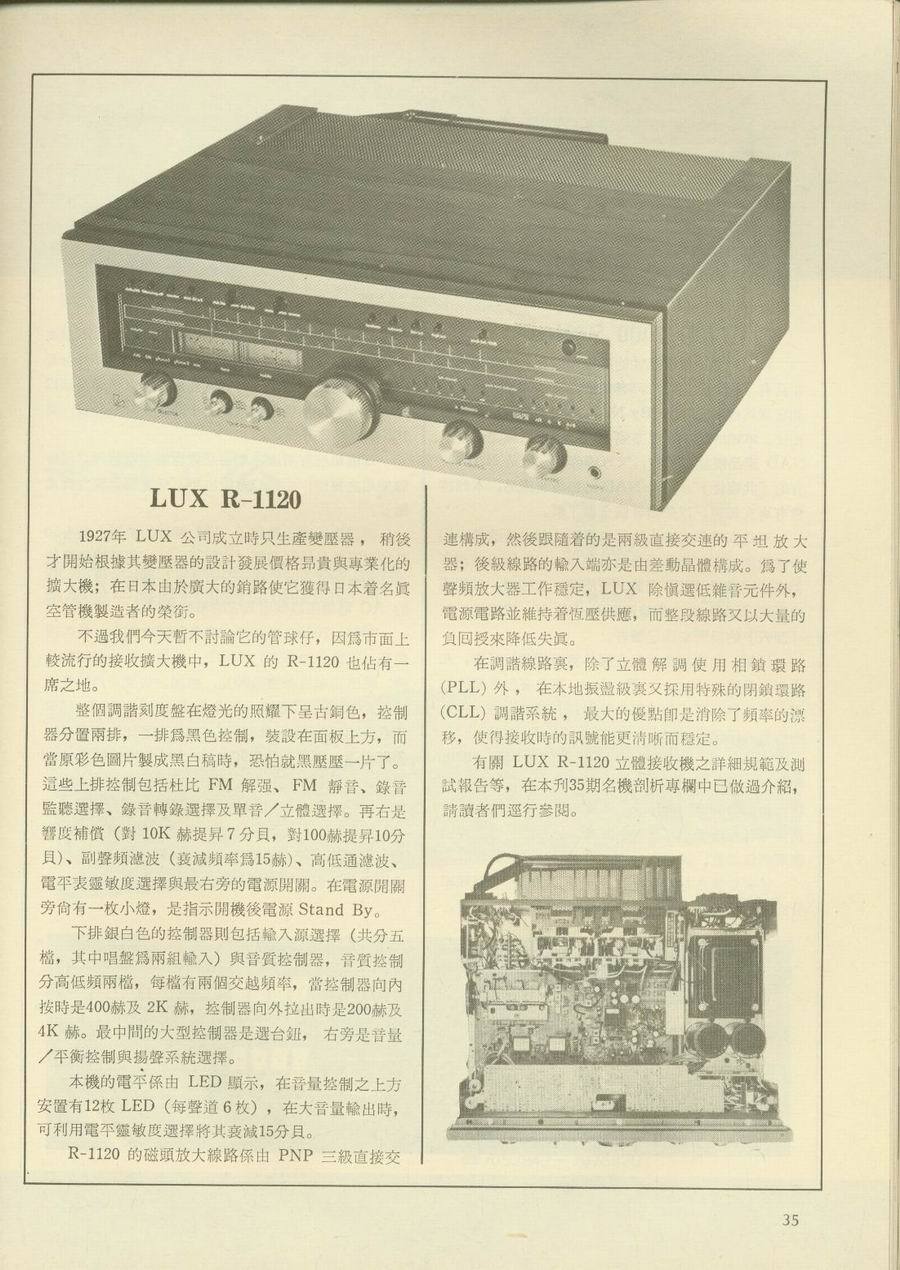 LUX R-1120
1927年 LUX 公司成立時只生產變壓器，稍後
才開始根據其變壓器的設計發展價格昂貴與專業化的
擴大機；在日本由於廣大的銷路使它獲得日本着名眞
空管機製造者的榮銜。
不過我們今天暫不討論它的管球仔，因爲市面上
較流行的接收擴大機中，LUX 的 R-1120 也佔有一
席之地。
整個調諧刻度盤在燈光的照耀下呈古銅色，控制
器分置兩排，一排爲黑色控制，裝設在面板上方，而
當原彩色圖片製成黑白稿時，恐怕就黑壓壓一片了。
這些上排控制包括杜比 FM 解强、FM 靜音、錄音
監聽選擇、錄音轉錄選擇及單音／立體選擇。再右是
響度補償（對 10K 赫提昇7分貝，對100赫提昇10分
貝）、副聲頻濾波（衰減頻率爲15赫）、高低通濾波、
電平表靈敏度選擇與最右旁的電源開關。在電源開關
旁尙有一枚小燈，是指示開機後電源 Stand By。
下排銀白色的控制器則包括輸入源選擇（共分五
檔，其中唱盤爲兩組輸入）與音質控制器，音質控制
分高低頻兩檔，每檔有兩個交越頻率，當控制器向內
按時是400赫及 2K 赫，控制器向外拉出時是200赫及
4K 赫。最中間的大型控制器是選台鈕，右旁是音量
／平衡控制與揚聲系統選擇。
本機的電平係由 LED 顯示，在音量控制之上方
安置有12枚 LED（每聲道6枚），在大音量輸出時，
可利用電平靈敏度選擇將其衰減15分貝。
R-1120 的磁頭放大線路係由 PNP 三級直接交
連構成，然後跟隨着的是兩級直接交連的平坦放大
器；後級線路的輸入端亦是由差動晶體構成。爲了使
聲頻放大器工作穩定，LUX 除愼選低雜音元件外，
電源電路並維持着恆壓供應，而整段線路又以大量的
負回授來降低失眞。
在調諧線路裏，除了立體解調使用相鎖環路
(PLL) 外，在本地振盪級裏又採用特殊的閉鎖環路
(CLL) 調諧系統，最大的優點卽是消除了頻率的漂
移，使得接收時的訊號能更清晰而穩定。
有關 LUX R-1120 立體接收機之詳細規範及測
試報告等，在本刋35期名機剖析專欄中已做過介紹，
請讀者們逕行參閱。
35